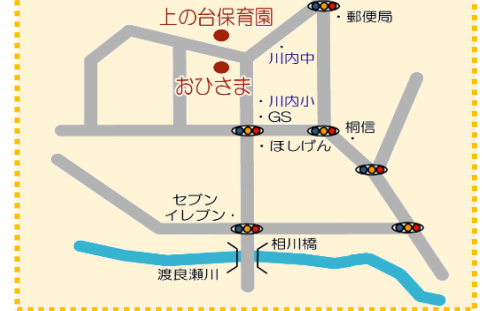 上の台保育園
・郵便局
・
川内中
おひさま
・川内小
・GS
桐信
・
・ほしげん
セブン
イレブン・
相川橋
渡良瀬川